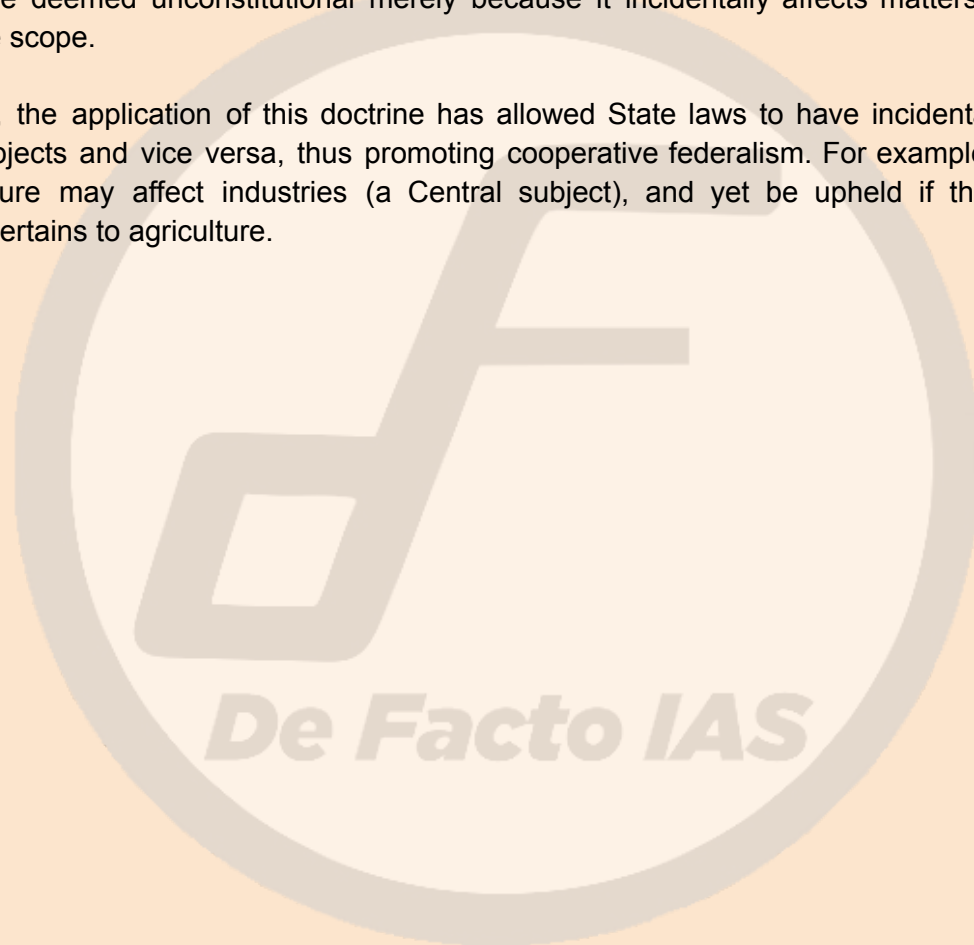 e deemed unconstitutional merely because it incidentally affects matters
scope.
, the application of this doctrine has allowed State laws to have incident
bjects and vice versa, thus promoting cooperative federalism. For example
ure may affect industries (a Central subject), and yet be upheld if th
ertains to agriculture.
De Facto IAS